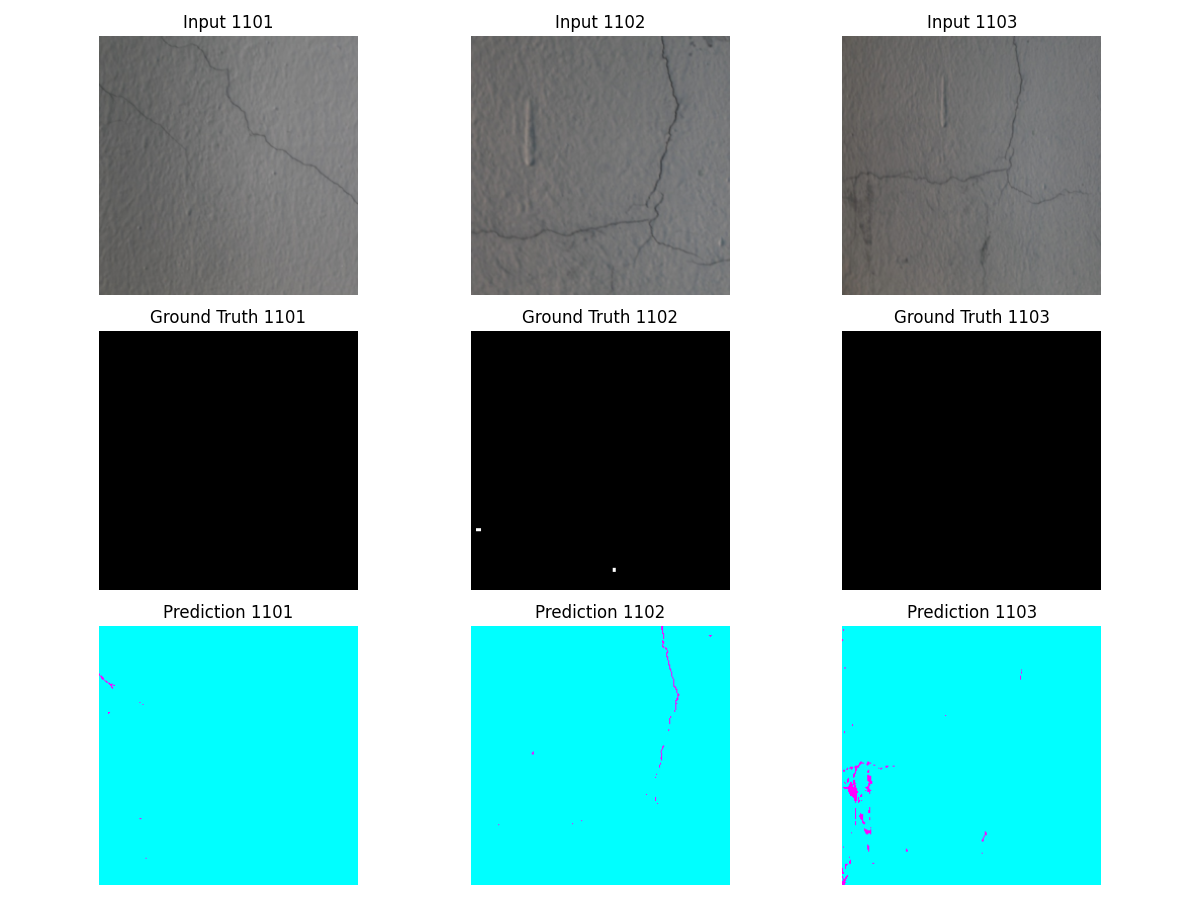 Input 1101
Input 1102
Input 1103
Ground Truth 1101
Ground Truth 1102
Ground Truth 1103
Prediction 1101
Prediction 1102
Prediction 1103